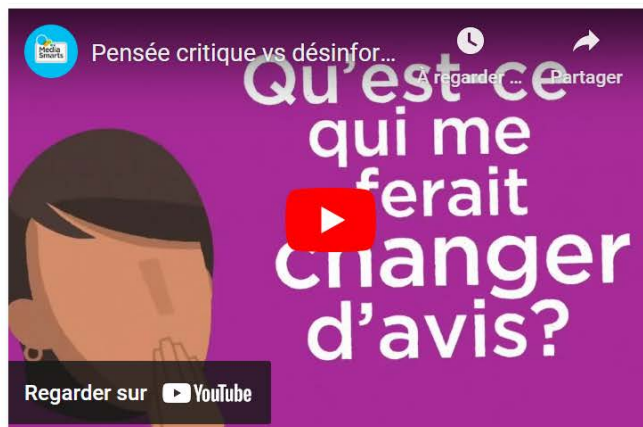 Media
Smarts
Pensée critique vs désinfor...
À regarder ...
Partager
Qu'est-ce
qui me
ferait
changer
d'avis?
Regarder sur YouTube